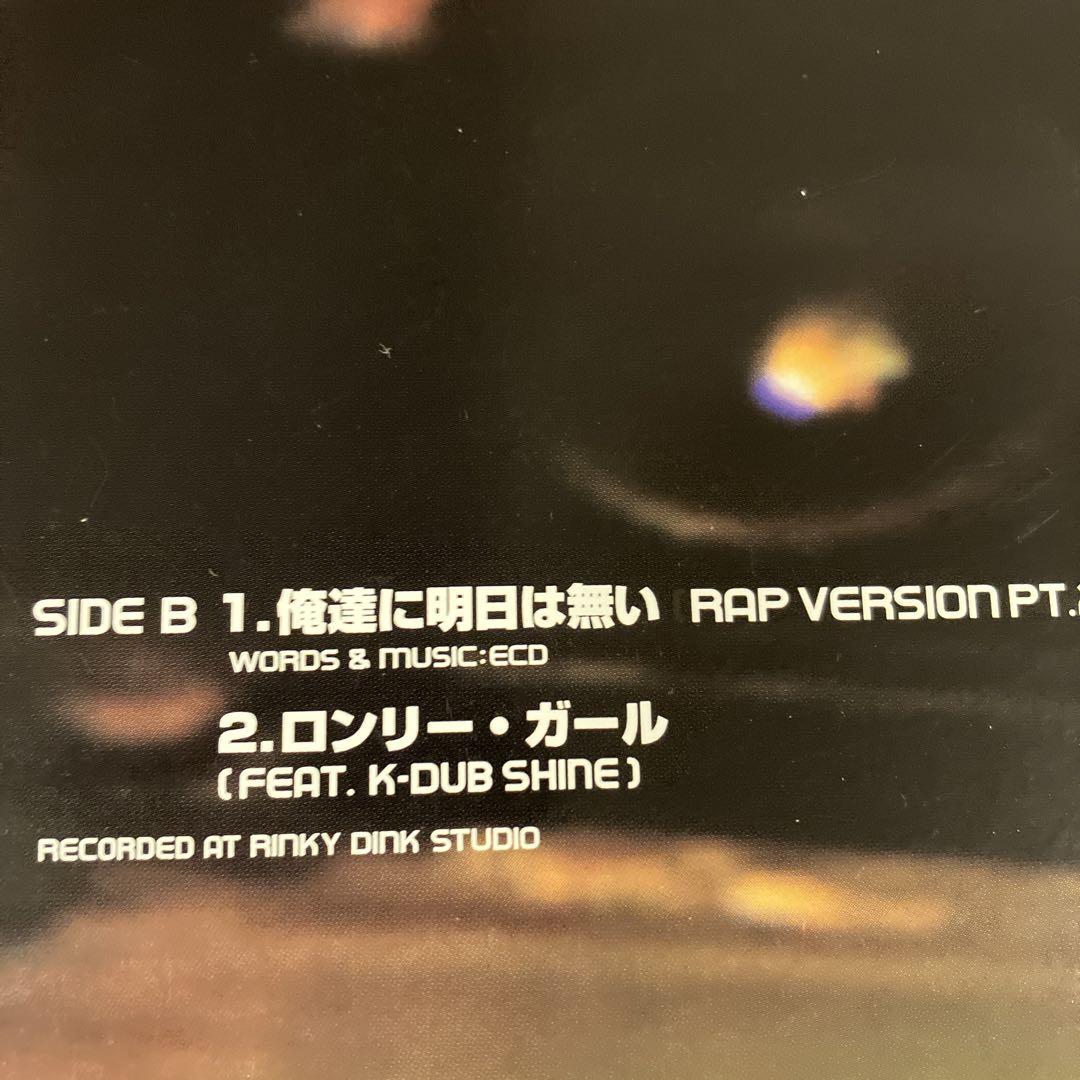 SIDE B 1.俺達に明日は無い RAP VERSION PT.
WORDS & MUSIC:ECD
2.ロンリー・ガール
(FEAT. K-DUB SHINE)
RECORDED AT RINKY DINK STUDIO